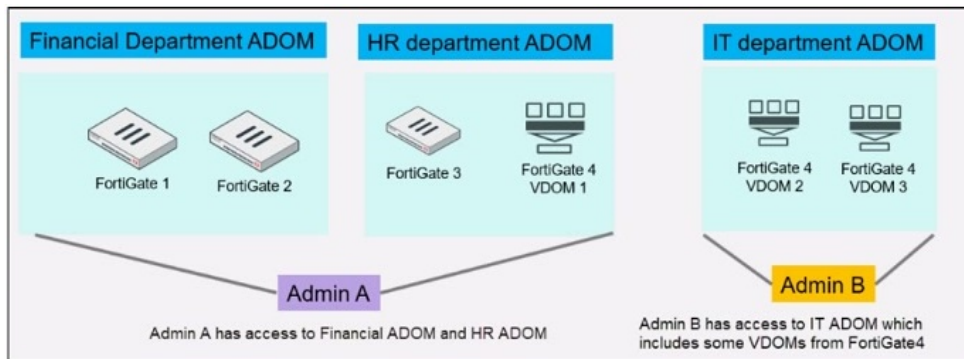 Financial Department ADOM
HR department ADOM
IT department ADOM
FortiGate 1
FortiGate 2
FortiGate 3
FortiGate 4
VDOM 1
FortiGate 4
VDOM 2
FortiGate 4
VDOM 3
Admin A
Admin B
Admin A has access to Financial ADOM and HR ADOM
Admin B has access to IT ADOM which
includes some VDOMs from FortiGate4